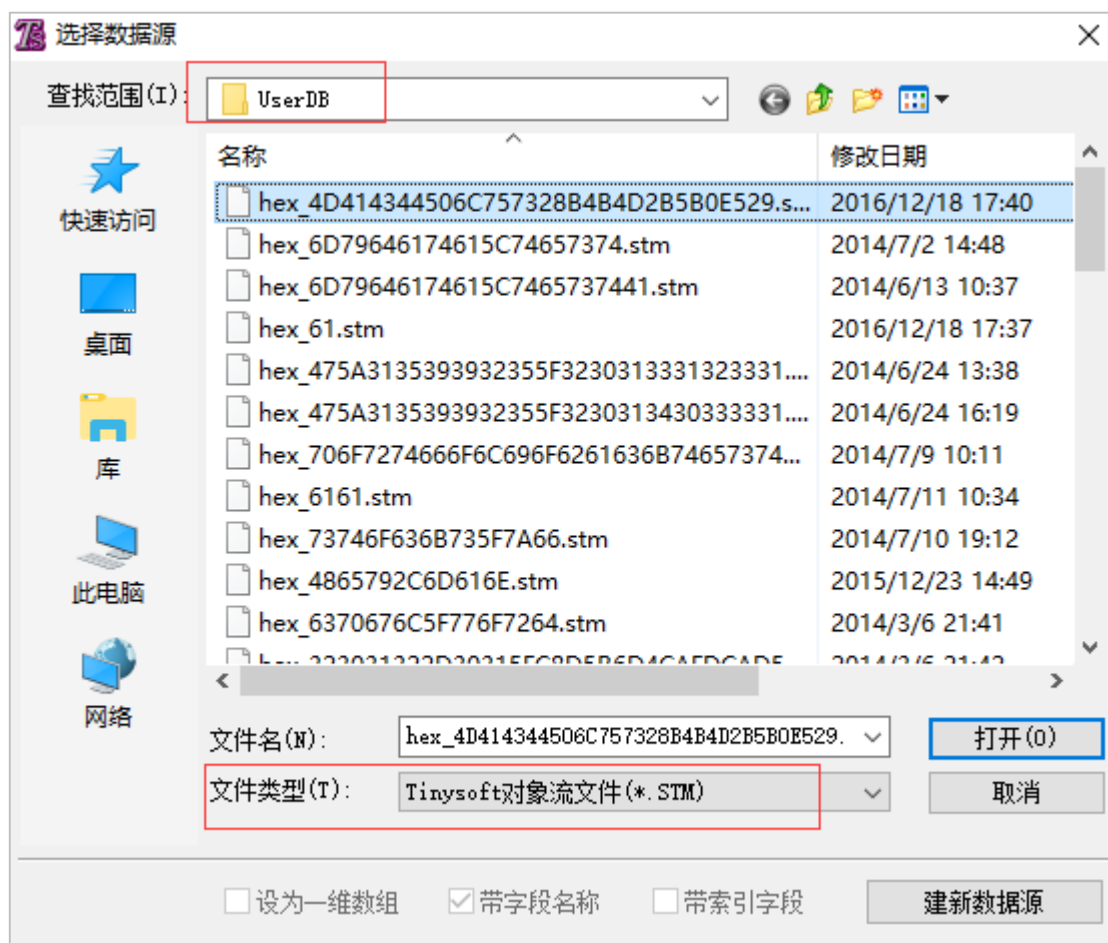 选择数据源
查找范围(I): UserDB
名称 修改日期
hex_4D414344506C757328B4B4D2B5B0E529.s... 2016/12/18 17:40
hex_6D79646174615C74657374.stm 2014/7/2 14:48
hex_6D79646174615C7465737441.stm 2014/6/13 10:37
hex_61.stm 2016/12/18 17:37
hex_475A3135393932355F3230313331323331.... 2014/6/24 13:38
hex_475A3135393932355F3230313430333331.... 2014/6/24 16:19
hex_706F7274666F6C696F6261636B74657374... 2014/7/9 10:11
hex_6161.stm 2014/7/11 10:34
hex_73746F636B735F7A66.stm 2014/7/10 19:12
hex_4865792C6D616E.stm 2015/12/23 14:49
hex_6370676C5F776F7264.stm 2014/3/6 21:41
快速访问
桌面
库
此电脑
网络
文件名(N): hex_4D414344506C757328B4B4D2B5B0E529. 打开(O)
文件类型(T): Tinysoft对象流文件(*.STM) 取消
设为一维数组 带字段名称 带索引字段 建新数据源